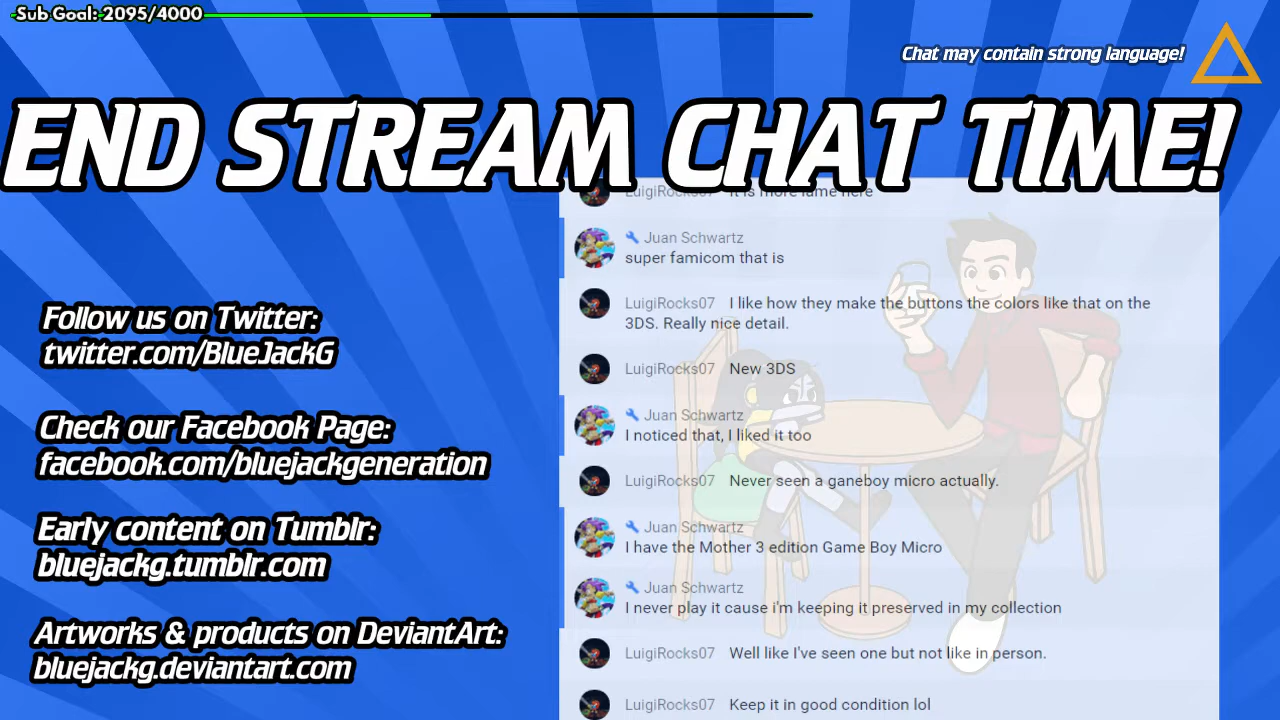 Sub Goal: 2095/4000
Chat may contain strong language!
END STREAM CHAT TIME!
LuigiRocks07 It is more lame here
Juan Schwartz
super famicom that is
LuigiRocks07 I like how they make the buttons the colors like that on the
3DS. Really nice detail.
LuigiRocks07 New 3DS
Juan Schwartz
I noticed that, I liked it too
LuigiRocks07 Never seen a ganeboy micro actually.
Juan Schwartz
I have the Mother 3 edition Game Boy Micro
Juan Schwartz
I never play it cause i'm keeping it preserved in my collection
LuigiRocks07 Well like I've seen one but not like in person.
LuigiRocks07 Keep it in good condition lol
Follow us on Twitter:
twitter.com/BlueJackG
Check our Facebook Page:
facebook.com/bluejackgeneration
Early content on Tumblr:
bluejackg.tumblr.com
Artworks & products on DeviantArt:
bluejackg.deviantart.com